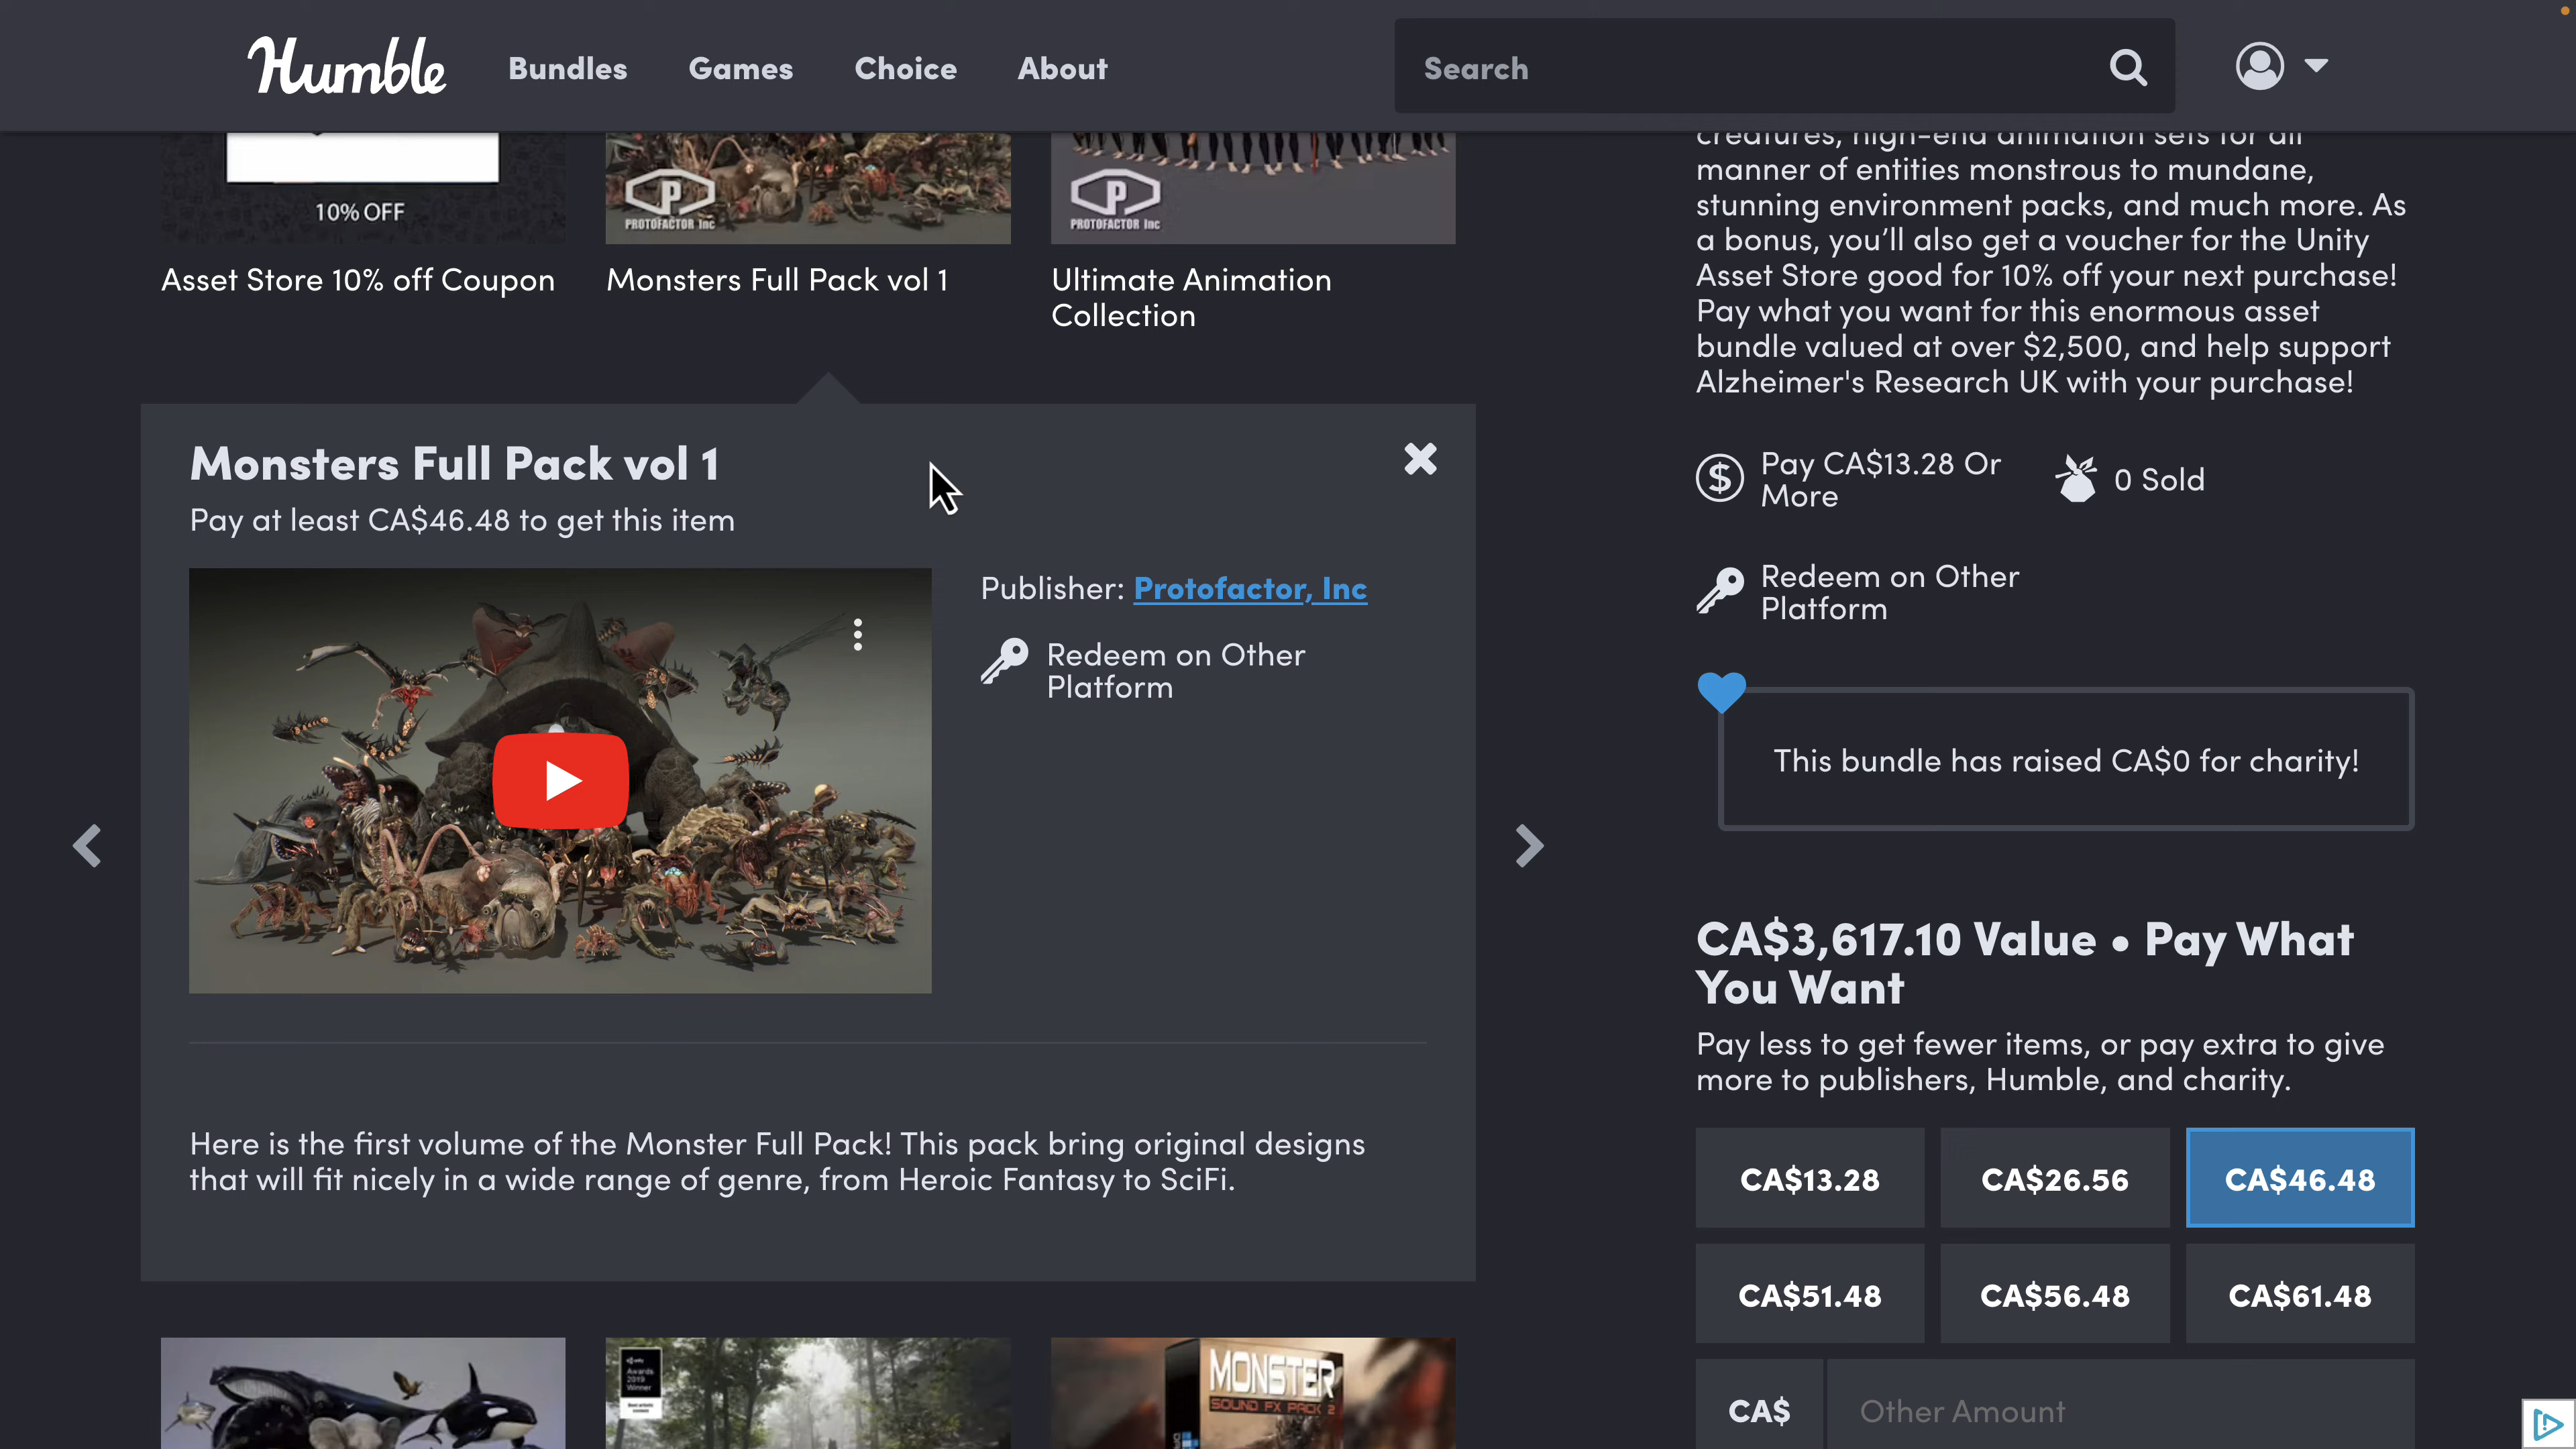 Humble
Bundles
Games
Choice
About
Search
10% OFF
PROTOFACTOR Inc
PROTOFACTOR Inc
Asset Store 10% off Coupon
Monsters Full Pack vol 1
Ultimate Animation
Collection
Monsters Full Pack vol 1
Pay at least CA$46.48 to get this item
Publisher: Protofactor, Inc
Redeem on Other
Platform
Here is the first volume of the Monster Full Pack! This pack bring original designs
that will fit nicely in a wide range of genre, from Heroic Fantasy to SciFi.
Awards
2019
Winner
MONSTER
SOUND FX PACK 2
creatures, high-end animation sets for all
manner of entities monstrous to mundane,
stunning environment packs, and much more. As
a bonus, you'll also get a voucher for the Unity
Asset Store good for 10% off your next purchase!
Pay what you want for this enormous asset
bundle valued at over $2,500, and help support
Alzheimer's Research UK with your purchase!
Pay CA$13.28 Or
More
0 Sold
Redeem on Other
Platform
This bundle has raised CA$0 for charity!
CA$3,617.10 Value • Pay What
You Want
Pay less to get fewer items, or pay extra to give
more to publishers, Humble, and charity.
CA$13.28
CA$26.56
CA$46.48
CA$51.48
CA$56.48
CA$61.48
CA$
Other Amount